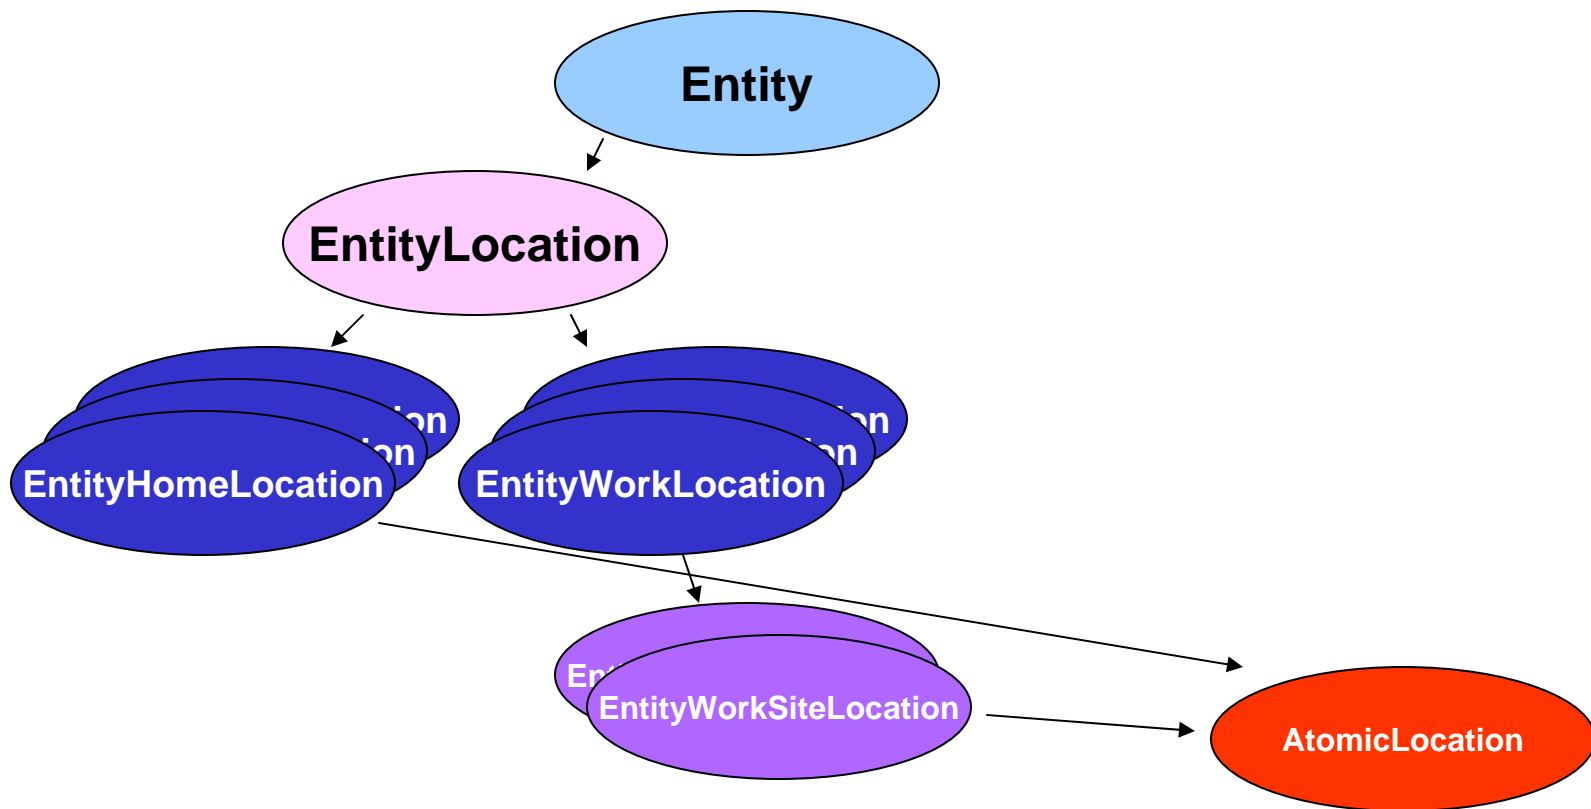 Entity
EntityLocation
EntityHomeLocation
EntityWorkLocation
EntityWorkSiteLocation
AtomicLocation